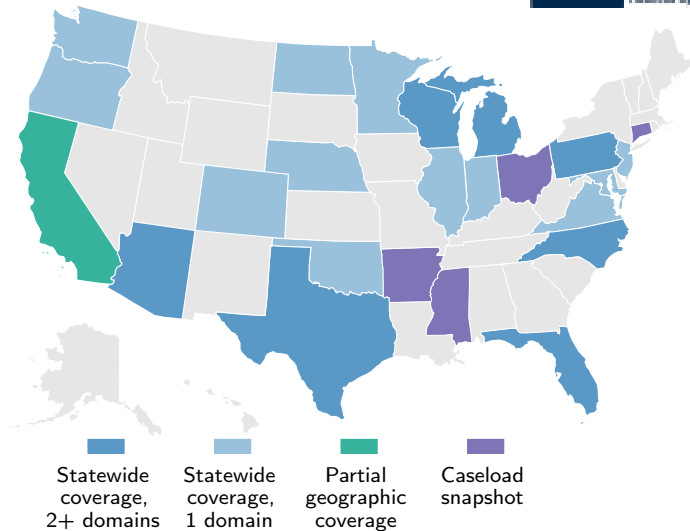 Statewide
coverage,
2+ domains
Statewide
coverage,
1 domain
Partial
geographic
coverage
Caseload
snapshot